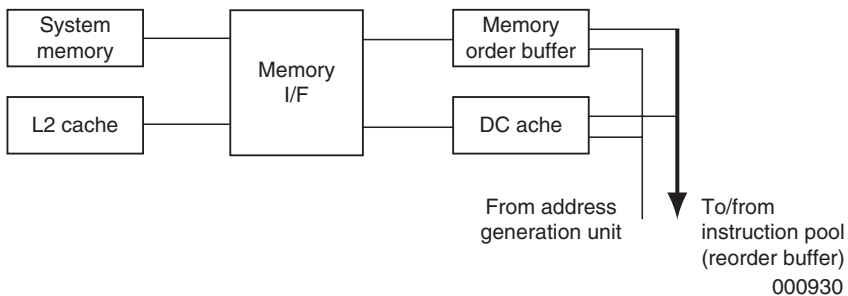 System
memory
L2 cache
Memory
I/F
Memory
order buffer
DC ache
From address
generation unit
To/from
instruction pool
(reorder buffer)
000930